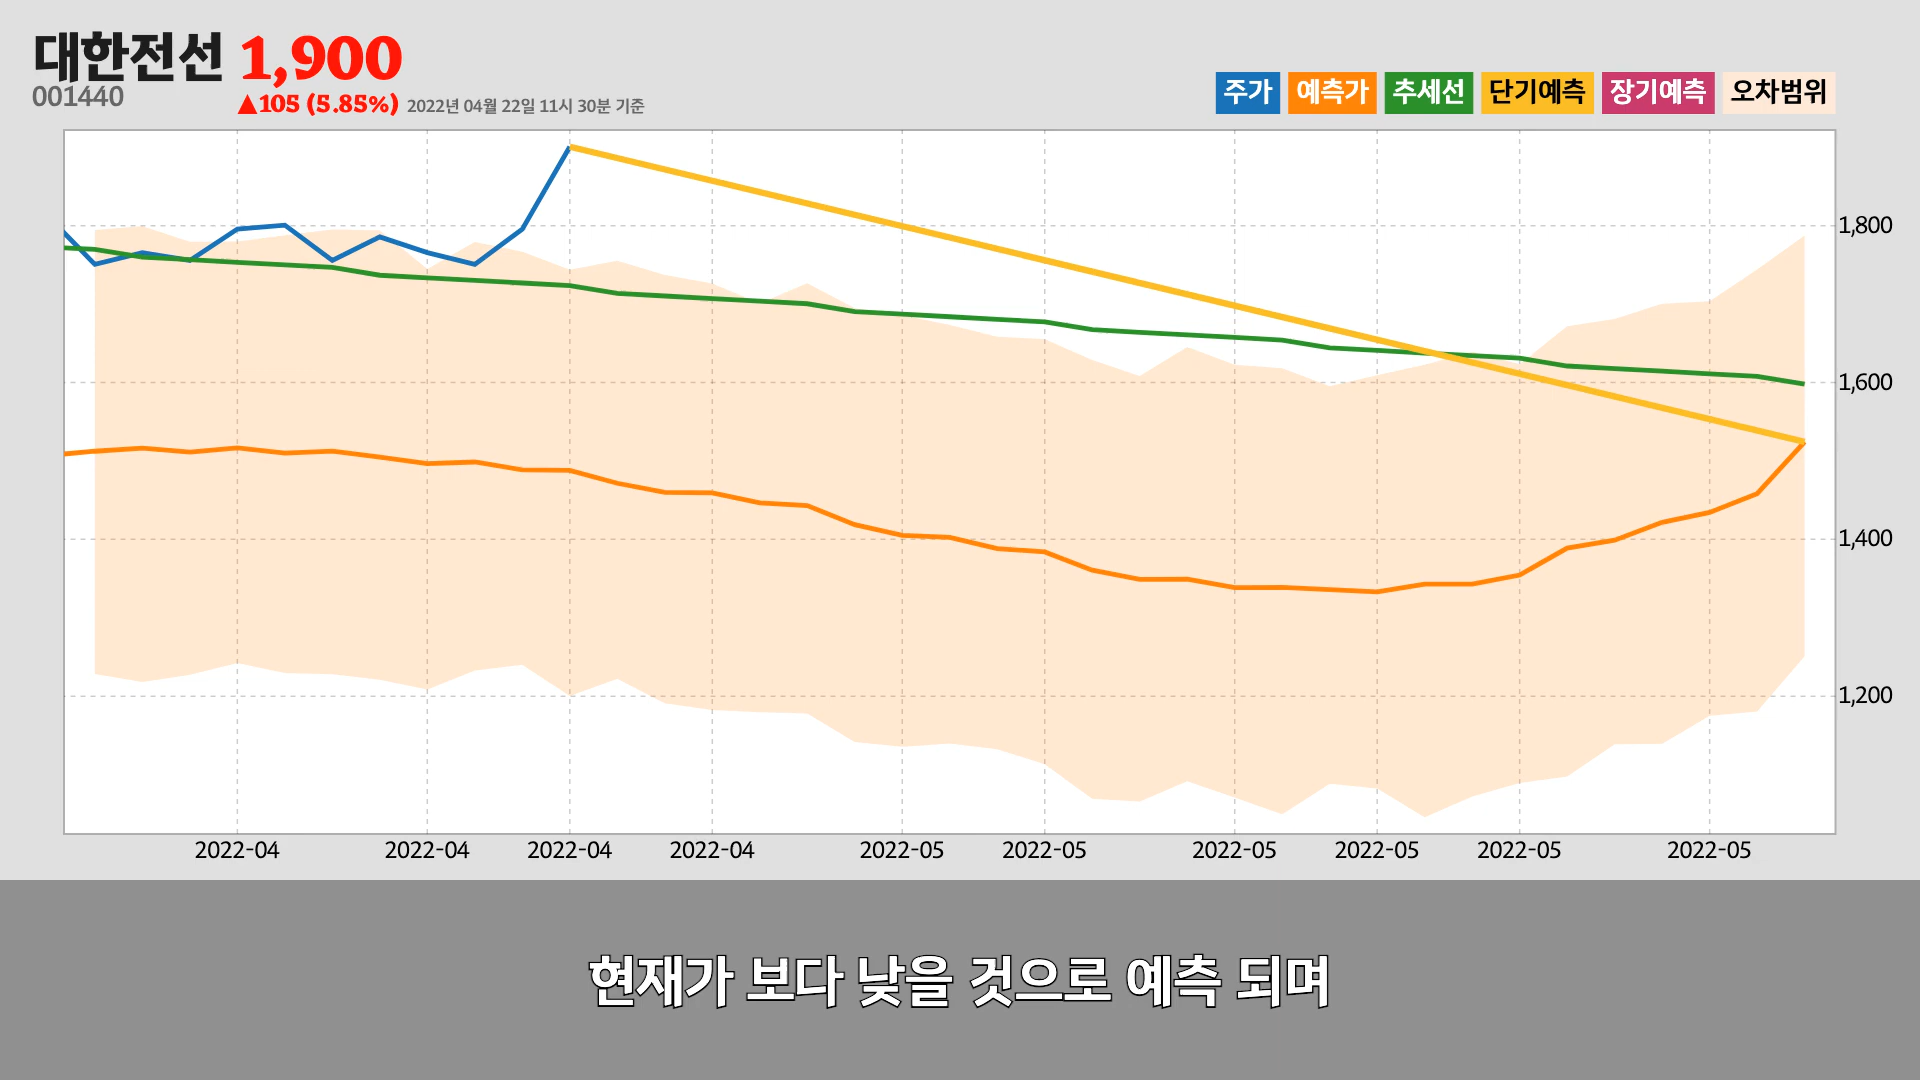 대한전선 1,900
001440
▲105 (5.85%) 2022년 04월 22일 11시 30분 기준
주가 예측가 추세선 단기예측 장기예측 오차범위
1,800
1,600
1,400
1,200
2022-04 2022-04 2022-04 2022-04 2022-05 2022-05 2022-05 2022-05 2022-05 2022-05
현재가 보다 낮을 것으로 예측 되며